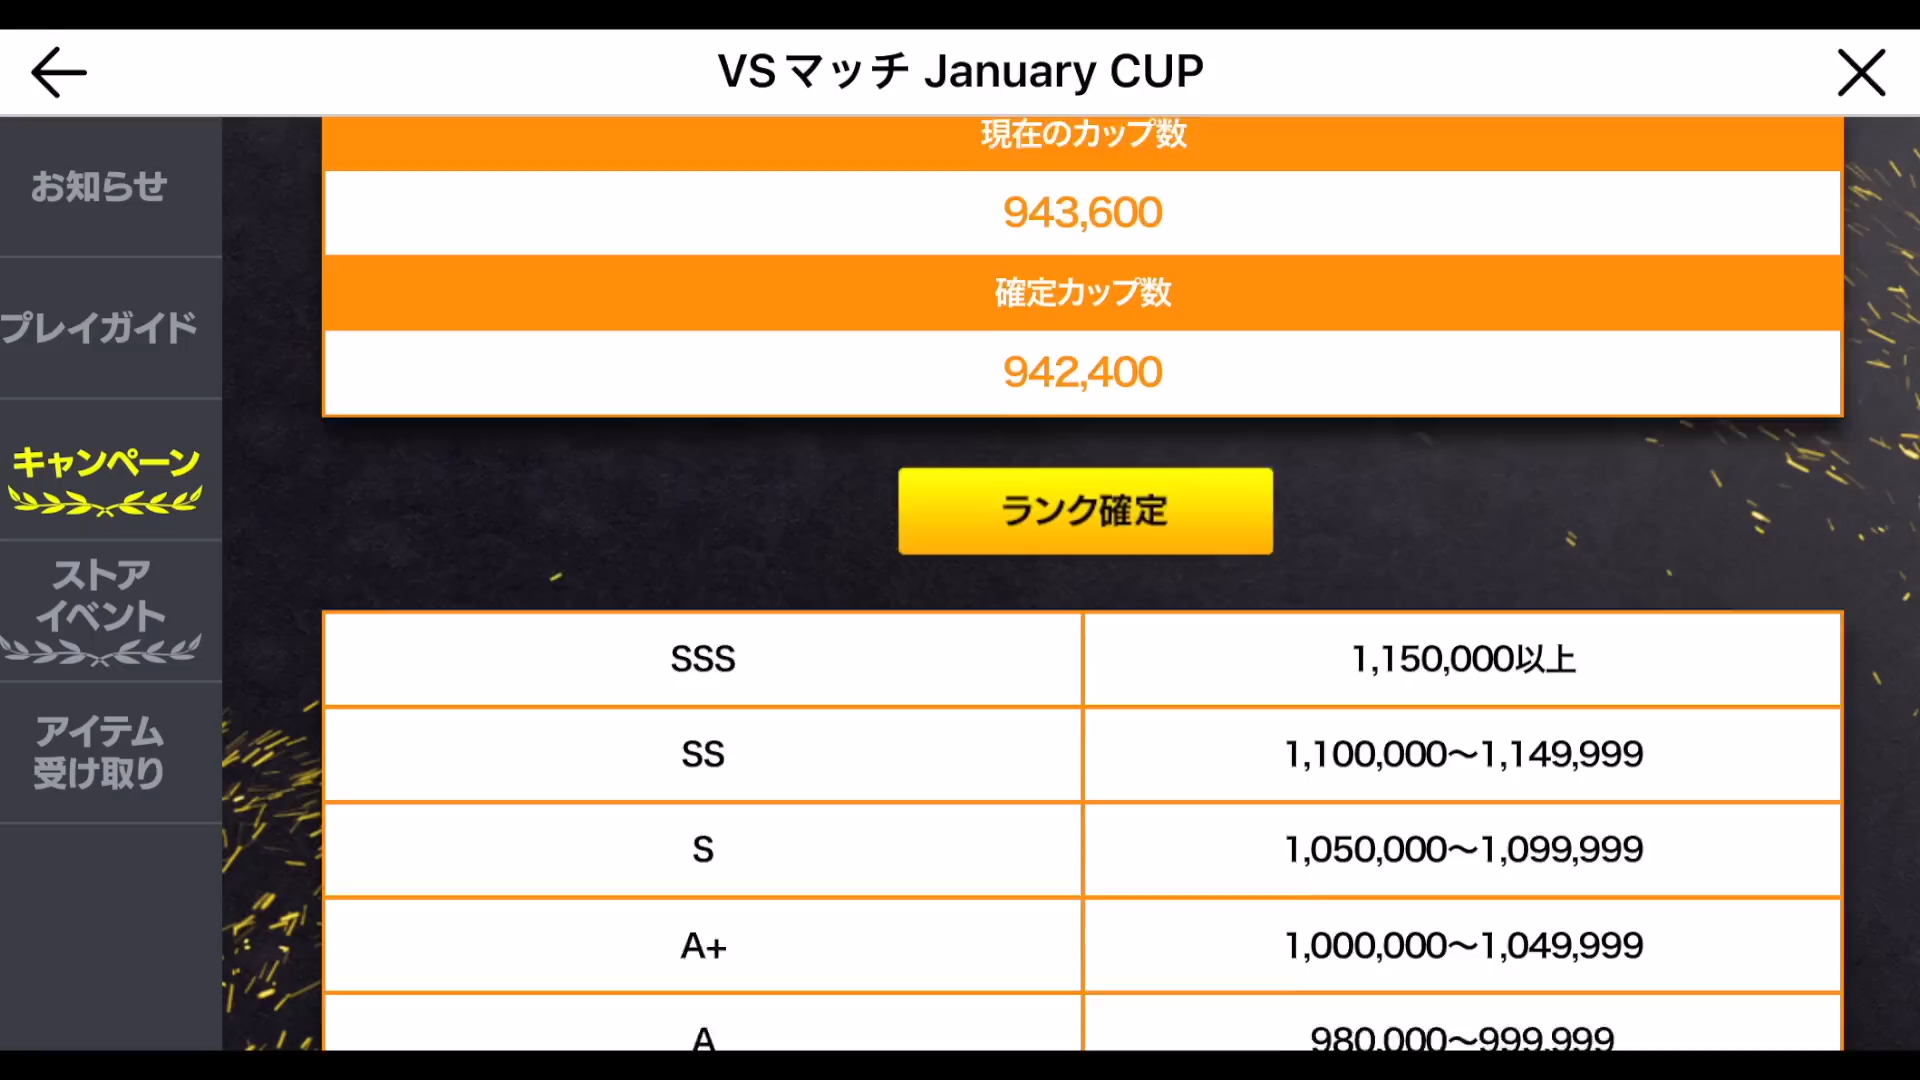 VSマッチ January CUP
お知らせ
プレイガイド
キャンペーン
ストア
イベント
アイテム
受け取り
現在のカップ数
943,600
確定カップ数
942,400
ランク確定
SSS 1,150,000以上
SS 1,100,000〜1,149,999
S 1,050,000〜1,099,999
A+ 1,000,000〜1,049,999
A 980,000〜999,999